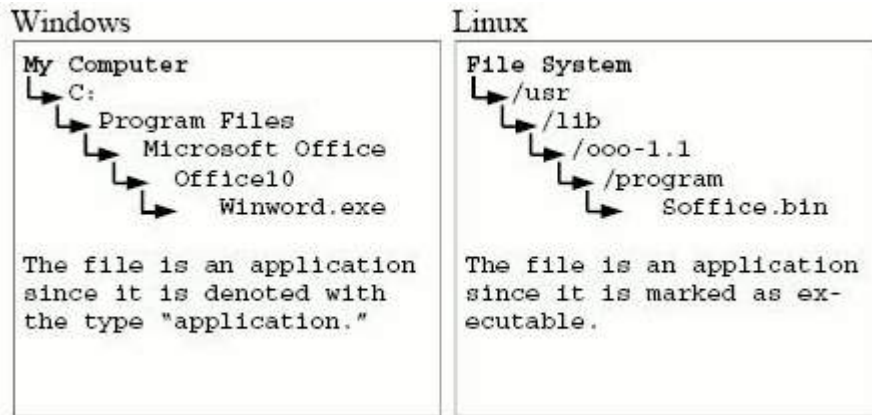 Windows
My Computer
C:
Program Files
Microsoft Office
Office10
Winword.exe
The file is an application
since it is denoted with
the type "application."
Linux
File System
/usr
/lib
/ooo-1.1
/program
Soffice.bin
The file is an application
since it is marked as ex-
ecutable.